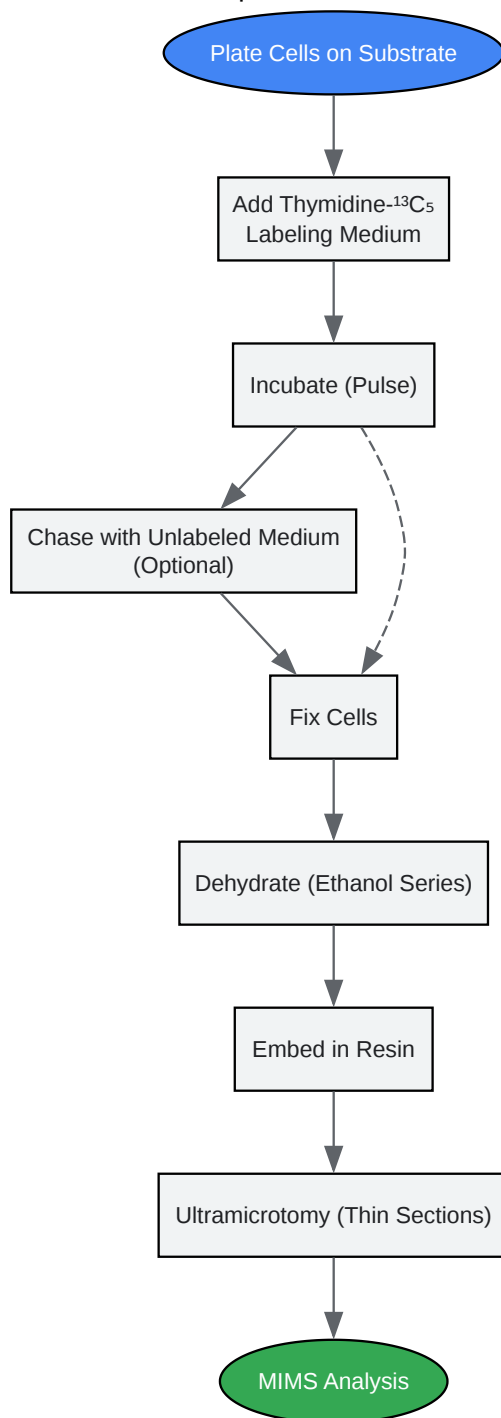 Plate Cells on Substrate
Add Thymidine-¹³C₅
Labeling Medium
Incubate (Pulse)
Chase with Unlabeled Medium
(Optional)
Fix Cells
Dehydrate (Ethanol Series)
Embed in Resin
Ultramicrotomy (Thin Sections)
MIMS Analysis